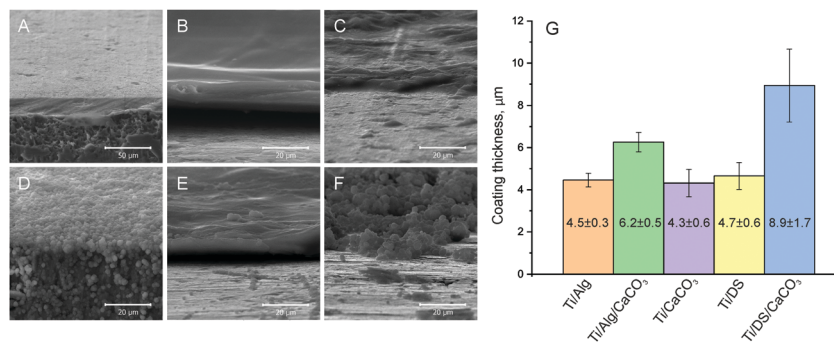 A
B
C
50 µm
20 µm
20 µm
D
E
F
20 µm
20 µm
20 µm
G
Coating thickness, µm
12
10
8
6
4
2
0
4.5±0.3
6.2±0.5
4.3±0.6
4.7±0.6
8.9±1.7
Ti/Alg
Ti/Alg/CaCO₃
Ti/CaCO₃
Ti/DS
Ti/DS/CaCO₃